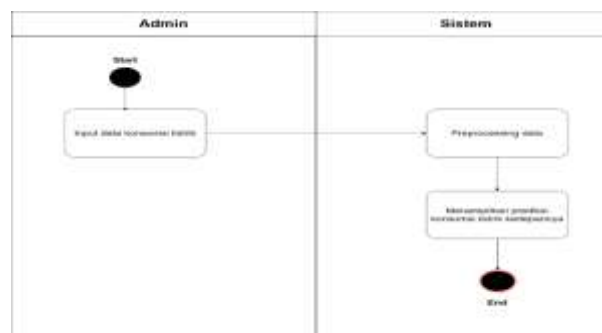 Admin
Sistem
Start
Input data konsumsi listrik
Preprocessing data
Menampilkan prediksi
konsumsi listrik kedepannya
End